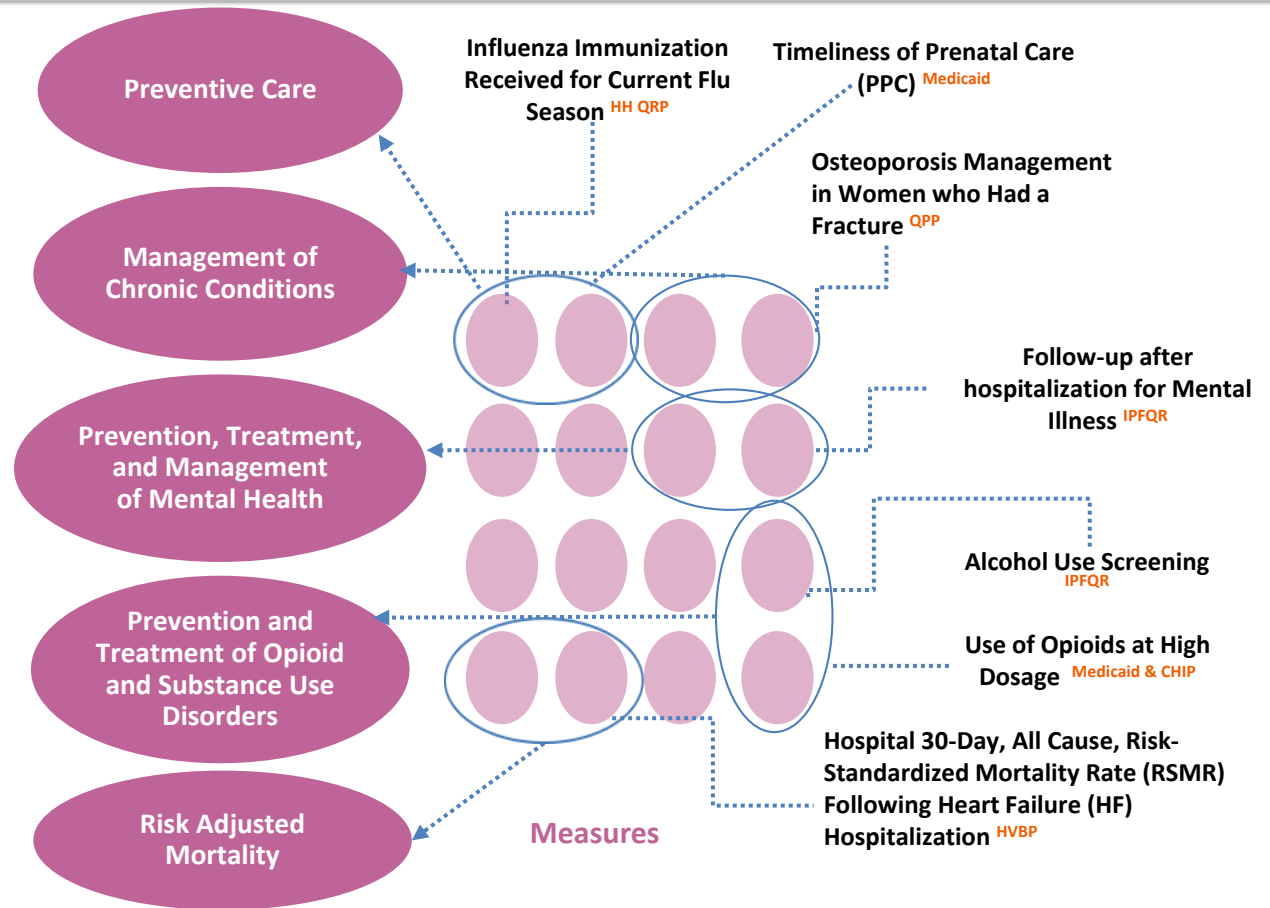 Preventive Care
Influenza Immunization
Received for Current Flu
Season HH QRP
Timeliness of Prenatal Care
(PPC) Medicaid
Osteoporosis Management
in Women who Had a
Fracture QPP
Management of
Chronic Conditions
Follow-up after
hospitalization for Mental
Illness IPFQR
Prevention, Treatment,
and Management
of Mental Health
Alcohol Use Screening
IPFQR
Prevention and
Treatment of Opioid
and Substance Use
Disorders
Use of Opioids at High
Dosage Medicaid & CHIP
Hospital 30-Day, All Cause, Risk-
Standardized Mortality Rate (RSMR)
Following Heart Failure (HF)
Hospitalization HVBP
Risk Adjusted
Mortality
Measures